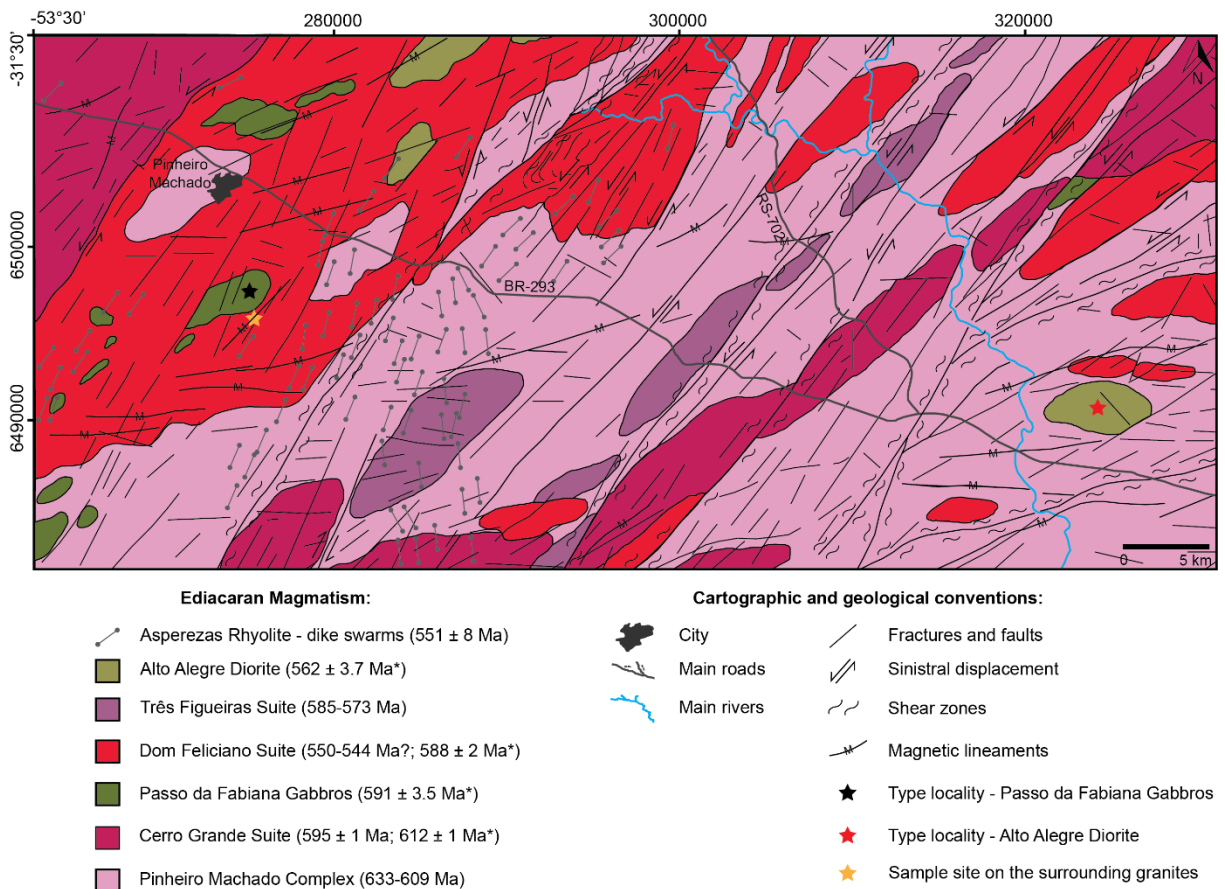 -53°30'
280000
300000
320000
-31°30'
N
Pinheiro
Machado
RS-702
6500000
BR-293
6490000
M
0 5 km
Ediacaran Magmatism:
Asperezas Rhyolite - dike swarms (551 ± 8 Ma)
Alto Alegre Diorite (562 ± 3.7 Ma*)
Três Figueiras Suite (585-573 Ma)
Dom Feliciano Suite (550-544 Ma?; 588 ± 2 Ma*)
Passo da Fabiana Gabbros (591 ± 3.5 Ma*)
Cerro Grande Suite (595 ± 1 Ma; 612 ± 1 Ma*)
Pinheiro Machado Complex (633-609 Ma)
Cartographic and geological conventions:
City
Main roads
Main rivers
Fractures and faults
Sinistral displacement
Shear zones
M Magnetic lineaments
Type locality - Passo da Fabiana Gabbros
Type locality - Alto Alegre Diorite
Sample site on the surrounding granites